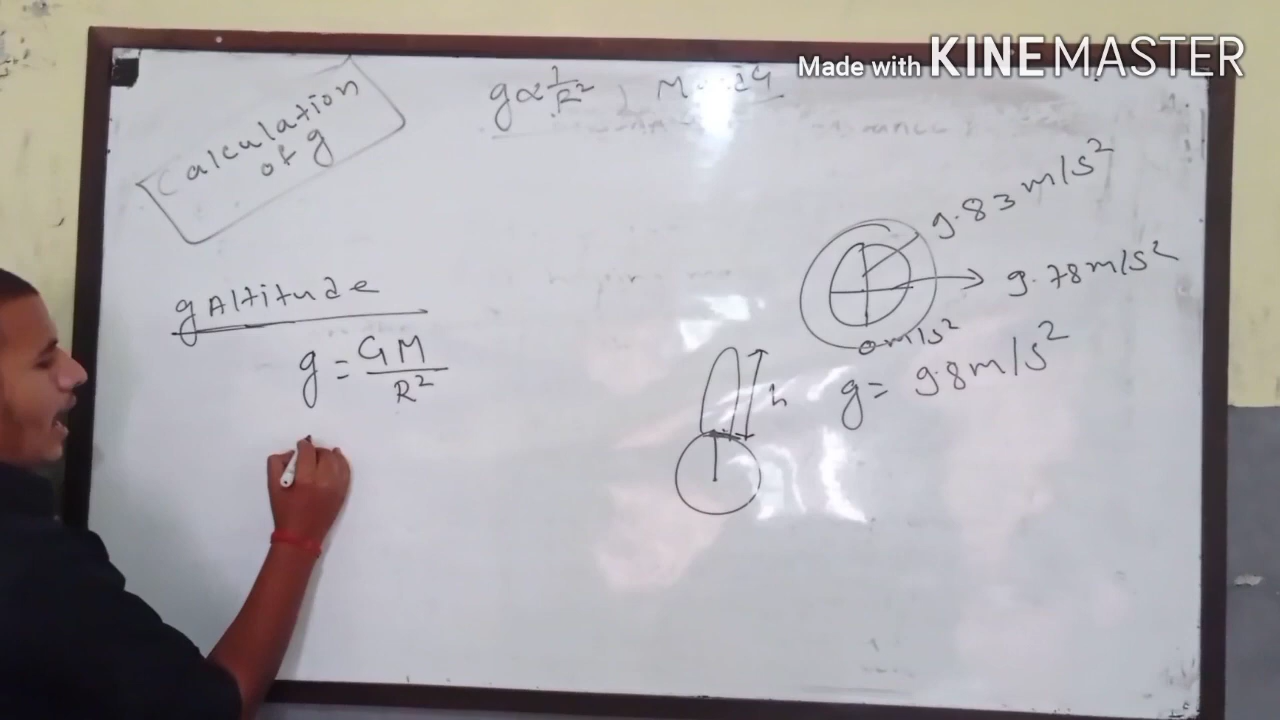 Made with KINEMASTER
Calculation
of g
g∝1/R²
9.83 m/s²
9.78 m/s²
0 m/s²
g = 9.8 m/s²
h
g Altitude
g = GM/R²